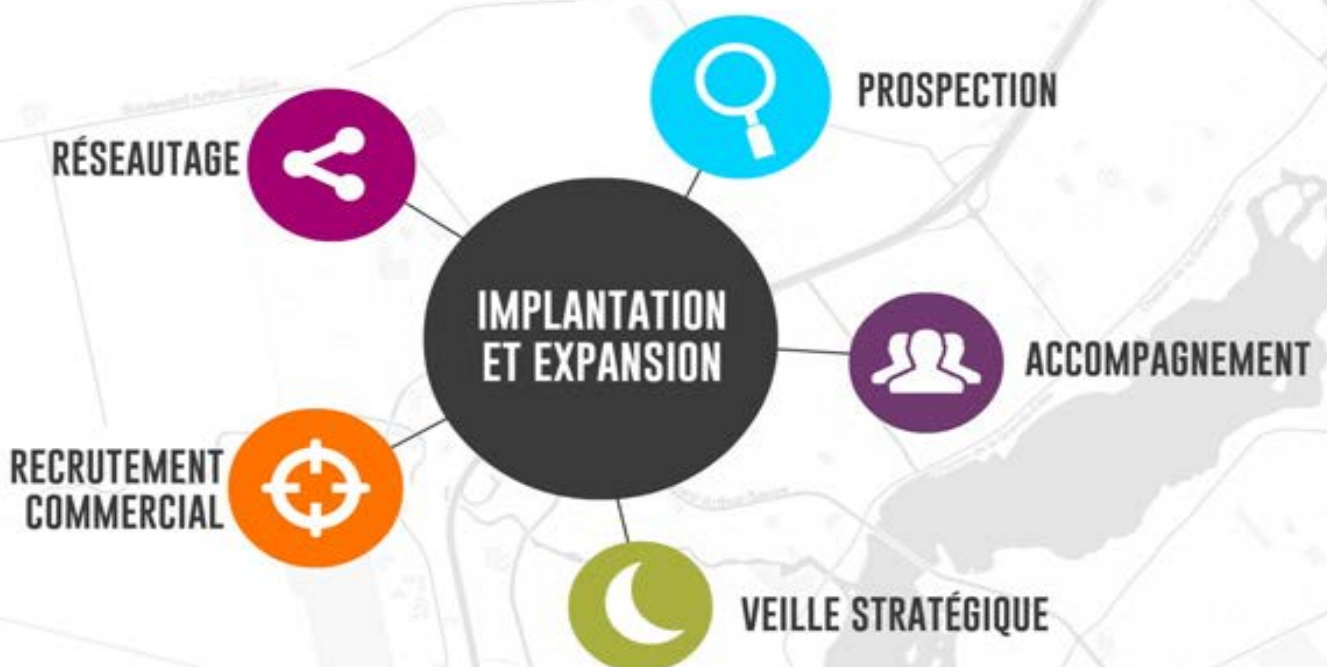 PROSPECTION
RÉSEAUTAGE
IMPLANTATION
ET EXPANSION
ACCOMPAGNEMENT
RECRUTEMENT
COMMERCIAL
VEILLE STRATÉGIQUE